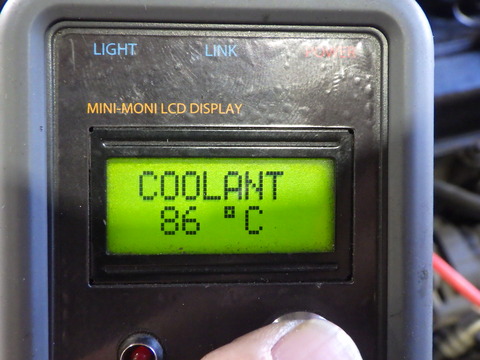 LIGHT LINK POWER
MINI-MONI LCD DISPLAY
COOLANT
86 °C